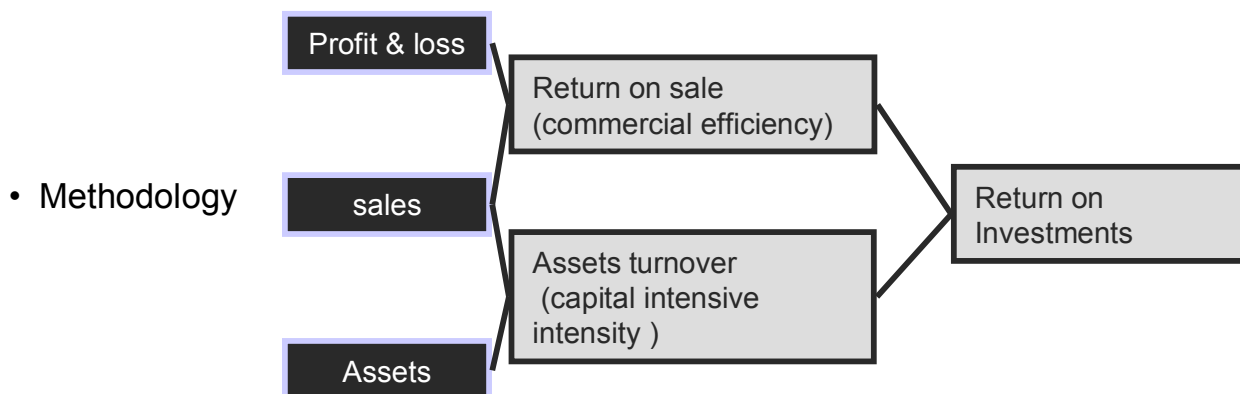 Profit & loss
Return on sale
(commercial efficiency)
• Methodology
sales
Return on
Investments
Assets turnover
(capital intensive
intensity )
Assets